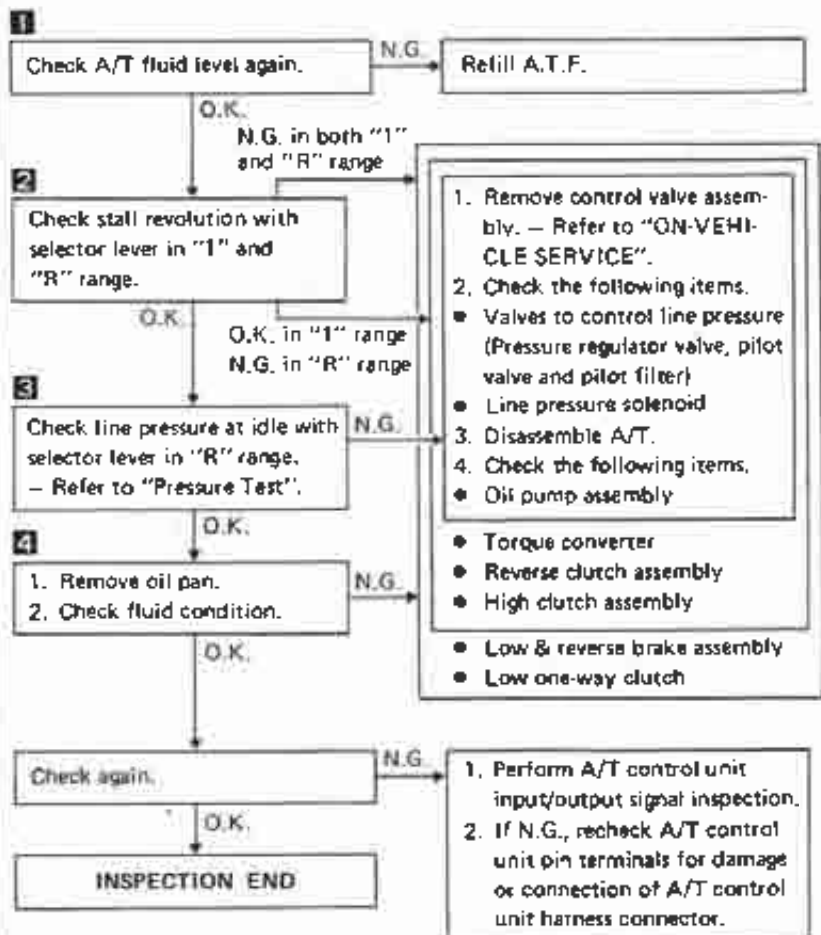 1
Check A/T fluid level again.
N.G.
Refill A.T.F.
O.K.
N.G. in both "1"
and "R" range
2
Check stall revolution with
selector lever in "1" and
"R" range.
O.K.
O.K. in "1" range
N.G. in "R" range
3
Check line pressure at idle with
selector lever in "R" range.
– Refer to "Pressure Test".
N.G.
O.K.
4
1. Remove oil pan.
2. Check fluid condition.
N.G.
O.K.
1. Remove control valve assem-
bly. – Refer to "ON-VEHI-
CLE SERVICE".
2. Check the following items.
● Valves to control line pressure
(Pressure regulator valve, pilot
valve and pilot filter)
● Line pressure solenoid
3. Disassemble A/T.
4. Check the following items.
● Oil pump assembly
● Torque converter
● Reverse clutch assembly
● High clutch assembly
● Low & reverse brake assembly
● Low one-way clutch
Check again.
N.G.
O.K.
1. Perform A/T control unit
input/output signal inspection.
2. If N.G., recheck A/T control
unit pin terminals for damage
or connection of A/T control
unit harness connector.
INSPECTION END